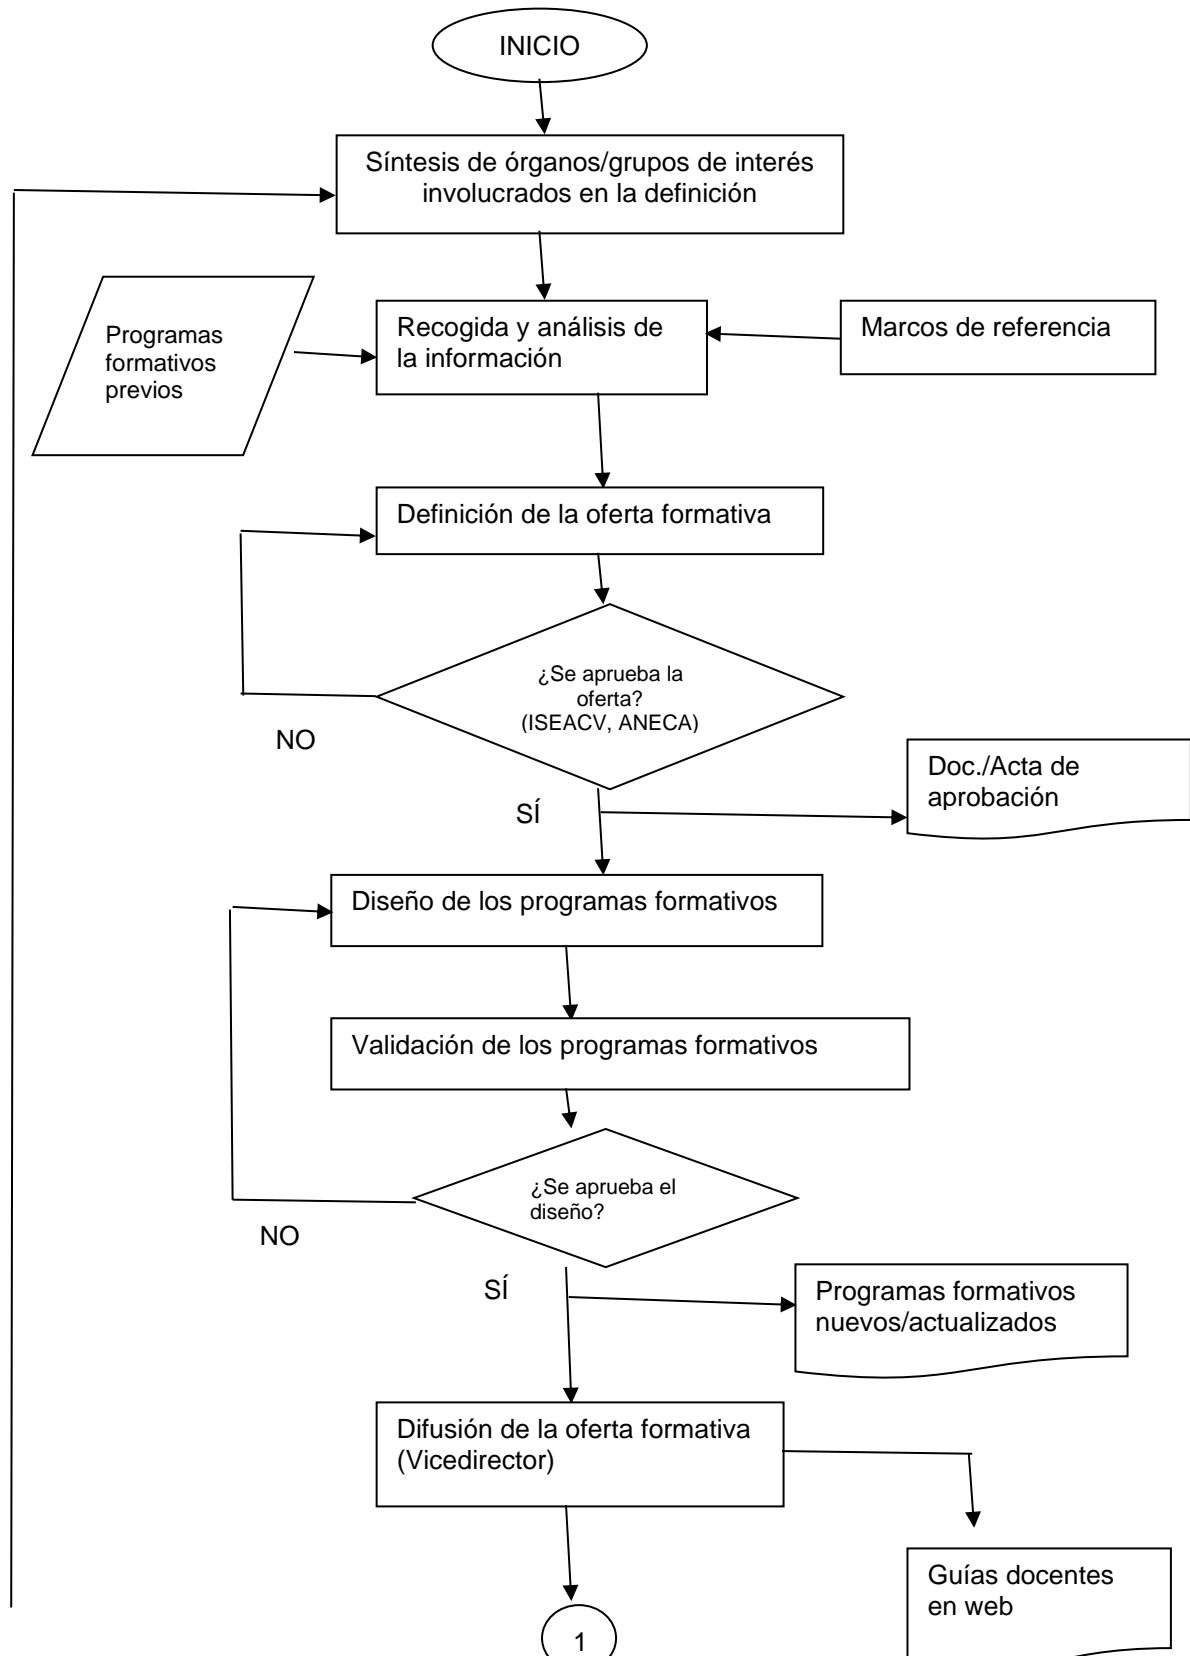 INICIO
Síntesis de órganos/grupos de interés
involucrados en la definición
Programas
formativos
previos
Recogida y análisis de
la información
Marcos de referencia
Definición de la oferta formativa
¿Se aprueba la
oferta?
(ISEACV, ANECA)
NO
Doc./Acta de
aprobación
SÍ
Diseño de los programas formativos
Validación de los programas formativos
¿Se aprueba el
diseño?
NO
SÍ
Programas formativos
nuevos/actualizados
Difusión de la oferta formativa
(Vicedirector)
Guías docentes
en web
1